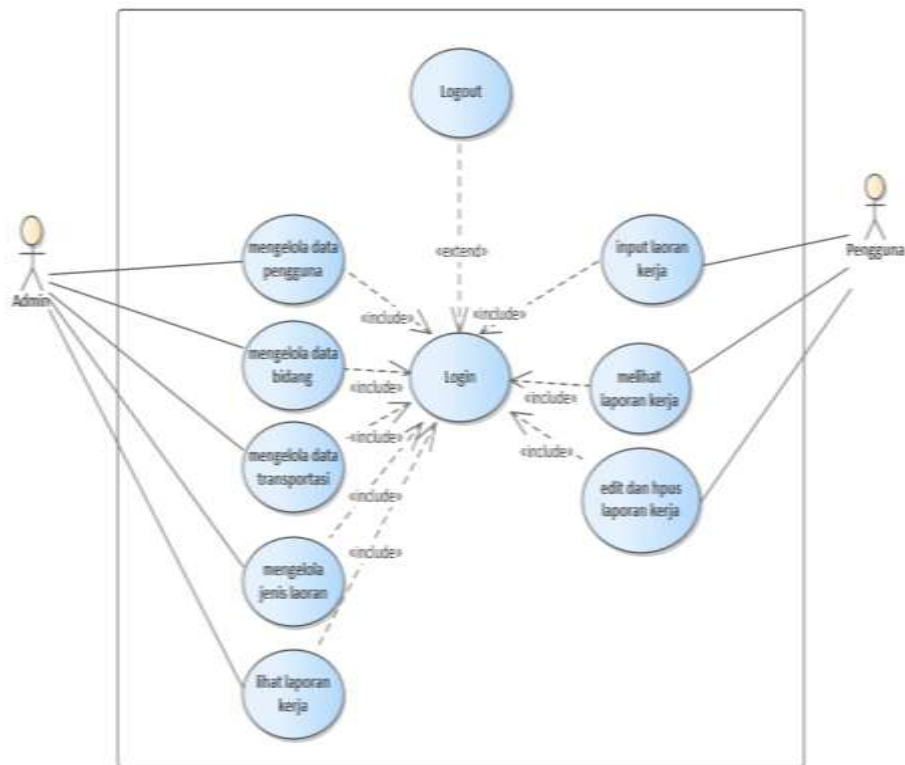 Logout
«extend»
mengelola data
pengguna
input laoran
kerja
Admin
Pengguna
«include»
«include»
mengelola data
bidang
Login
melihat
laporan kerja
«include»
«include»
mengelola data
transportasi
«include»
«include»
edit dan hpus
laporan kerja
«include»
mengelola
jenis laoran
«include»
lihat laporan
kerja